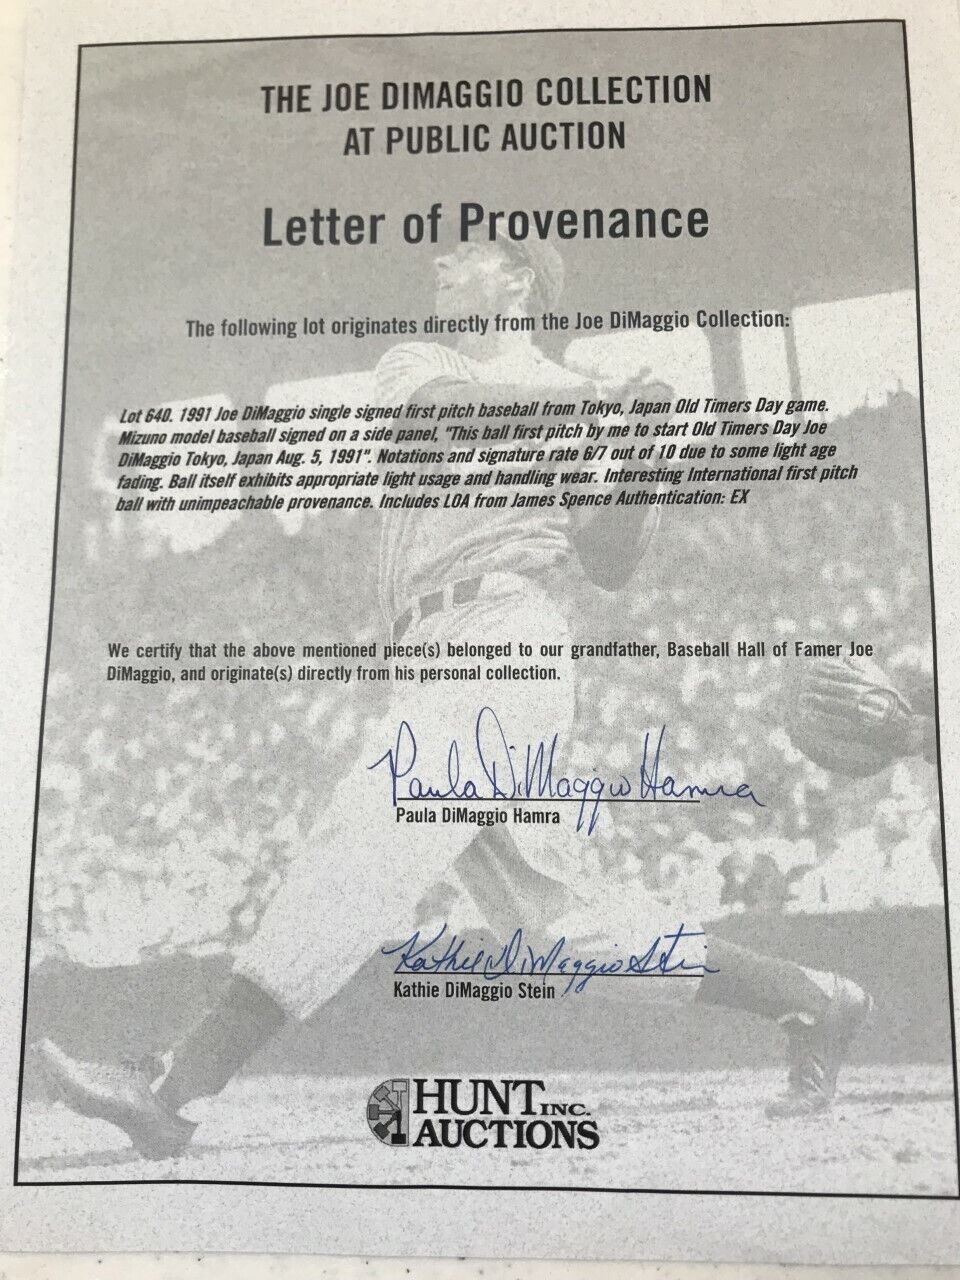 THE JOE DIMAGGIO COLLECTION
AT PUBLIC AUCTION
Letter of Provenance
The following lot originates directly from the Joe DiMaggio Collection:
Lot 640. 1991 Joe DiMaggio single signed first pitch baseball from Tokyo, Japan Old Timers Day game.
Mizuno model baseball signed on a side panel, "This ball first pitch by me to start Old Timers Day Joe
DiMaggio Tokyo, Japan Aug. 5, 1991". Notations and signature rate 6/7 out of 10 due to some light age
fading. Ball itself exhibits appropriate light usage and handling wear. Interesting International first pitch
ball with unimpeachable provenance. Includes LOA from James Spence Authentication: EX
We certify that the above mentioned piece(s) belonged to our grandfather, Baseball Hall of Famer Joe
DiMaggio, and originate(s) directly from his personal collection.
Paula DiMaggio Hamra
Paula DiMaggio Hamra
Kathie DiMaggio Stein
Kathie DiMaggio Stein
HUNT INC.
AUCTIONS